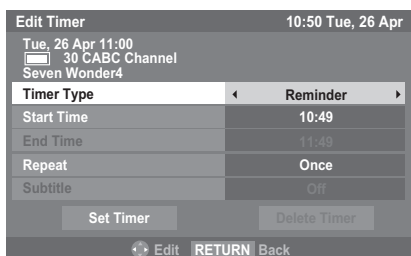 Edit Timer 10:50 Tue, 26 Apr
Tue, 26 Apr 11:00
30 CABC Channel
Seven Wonder4
Timer Type Reminder
Start Time 10:49
End Time 11:49
Repeat Once
Subtitle Off
Set Timer Delete Timer
Edit RETURN Back